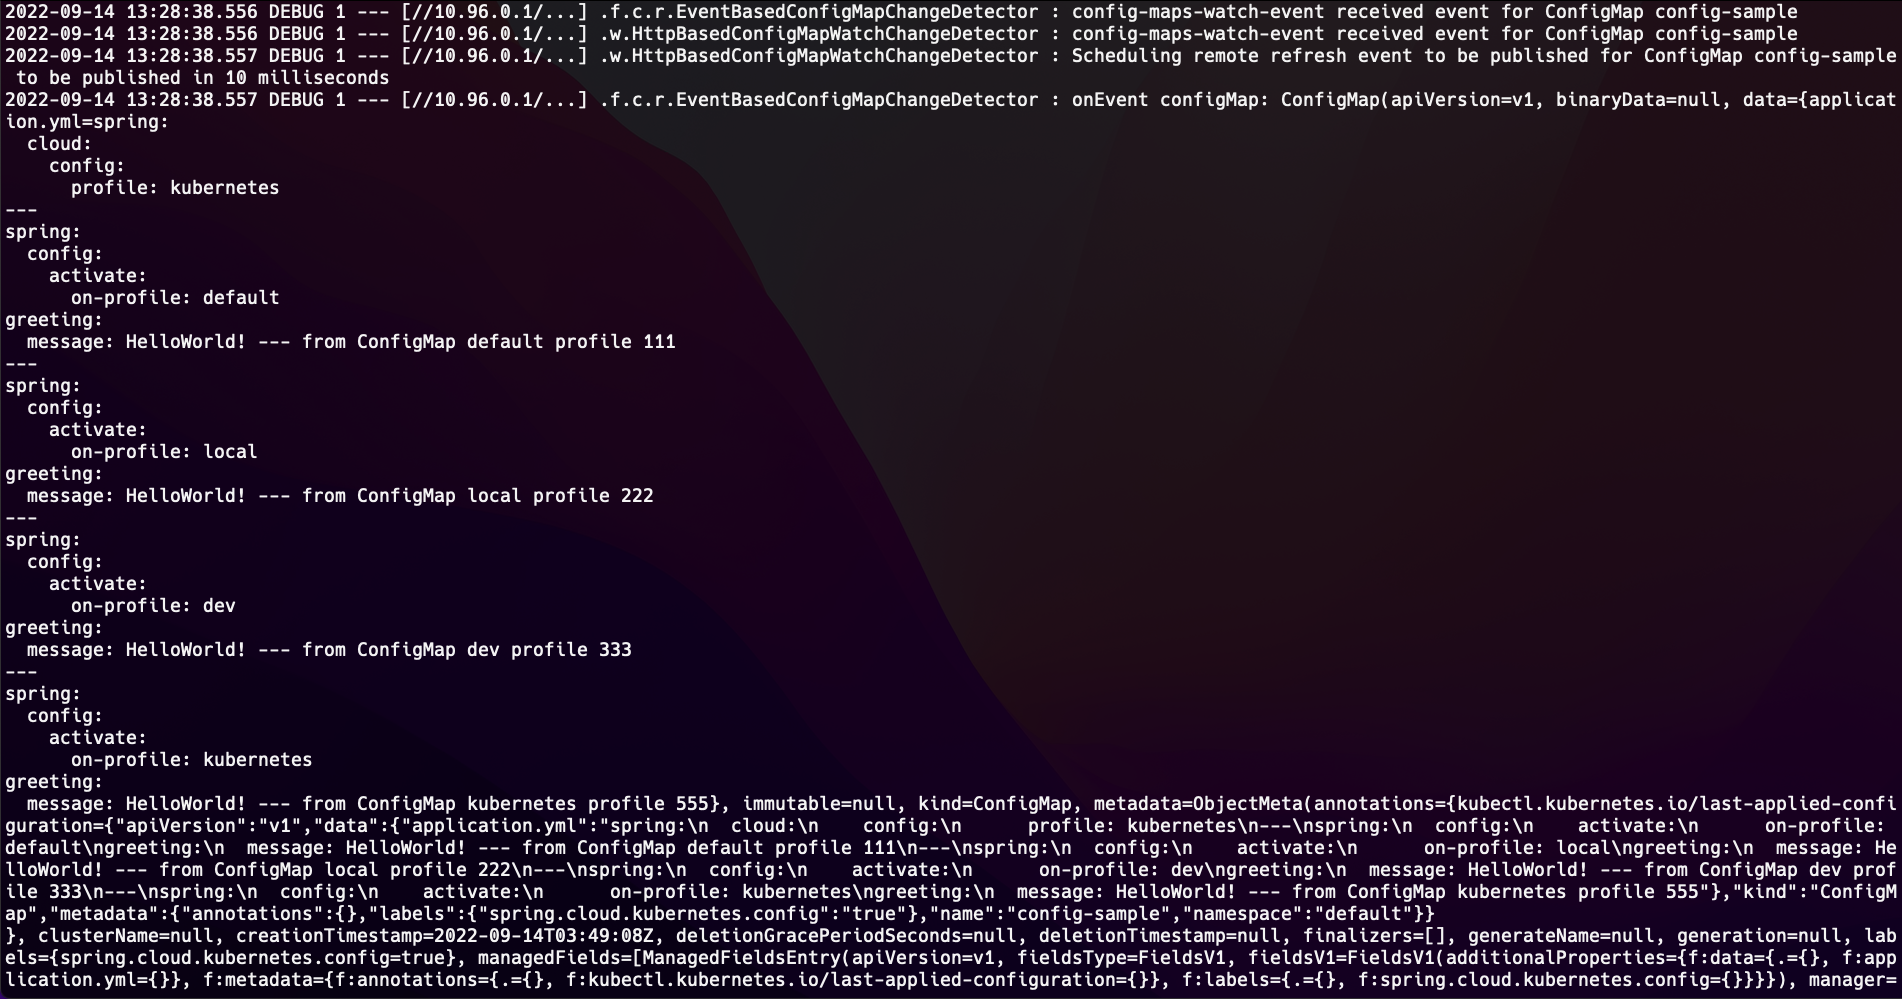 2022-09-14 13:28:38.556 DEBUG 1 --- [//10.96.0.1/...] .f.c.r.EventBasedConfigMapChangeDetector : config-maps-watch-event received event for ConfigMap config-sample
2022-09-14 13:28:38.556 DEBUG 1 --- [//10.96.0.1/...] .w.HttpBasedConfigMapWatchChangeDetector : config-maps-watch-event received event for ConfigMap config-sample
2022-09-14 13:28:38.557 DEBUG 1 --- [//10.96.0.1/...] .w.HttpBasedConfigMapWatchChangeDetector : Scheduling remote refresh event to be published for ConfigMap config-sample
 to be published in 10 milliseconds
2022-09-14 13:28:38.557 DEBUG 1 --- [//10.96.0.1/...] .f.c.r.EventBasedConfigMapChangeDetector : onEvent configMap: ConfigMap(apiVersion=v1, binaryData=null, data={applicat
ion.yml=spring:
  cloud:
    config:
      profile: kubernetes
---
spring:
  config:
    activate:
      on-profile: default
greeting:
  message: HelloWorld! --- from ConfigMap default profile 111
---
spring:
  config:
    activate:
      on-profile: local
greeting:
  message: HelloWorld! --- from ConfigMap local profile 222
---
spring:
  config:
    activate:
      on-profile: dev
greeting:
  message: HelloWorld! --- from ConfigMap dev profile 333
---
spring:
  config:
    activate:
      on-profile: kubernetes
greeting:
  message: HelloWorld! --- from ConfigMap kubernetes profile 555}, immutable=null, kind=ConfigMap, metadata=ObjectMeta(annotations={kubectl.kubernetes.io/last-applied-confi
guration={"apiVersion":"v1","data":{"application.yml":"spring:\n  cloud:\n    config:\n      profile: kubernetes\n---\nspring:\n  config:\n    activate:\n      on-profile:
default\ngreeting:\n  message: HelloWorld! --- from ConfigMap default profile 111\n---\nspring:\n  config:\n    activate:\n      on-profile: local\ngreeting:\n  message: He
lloWorld! --- from ConfigMap local profile 222\n---\nspring:\n  config:\n    activate:\n      on-profile: dev\ngreeting:\n  message: HelloWorld! --- from ConfigMap dev prof
ile 333\n---\nspring:\n  config:\n    activate:\n      on-profile: kubernetes\ngreeting:\n  message: HelloWorld! --- from ConfigMap kubernetes profile 555"},"kind":"ConfigM
ap","metadata":{"annotations":{},"labels":{"spring.cloud.kubernetes.config":"true"},"name":"config-sample","namespace":"default"}}
}, clusterName=null, creationTimestamp=2022-09-14T03:49:08Z, deletionGracePeriodSeconds=null, deletionTimestamp=null, finalizers=[], generateName=null, generation=null, lab
els={spring.cloud.kubernetes.config=true}, managedFields=[ManagedFieldsEntry(apiVersion=v1, fieldsType=FieldsV1, fieldsV1=FieldsV1(additionalProperties={f:data={.={}, f:app
lication.yml={}}, f:metadata={f:annotations={.={}, f:kubectl.kubernetes.io/last-applied-configuration={}}, f:labels={.={}, f:spring.cloud.kubernetes.config={}}}}), manager=